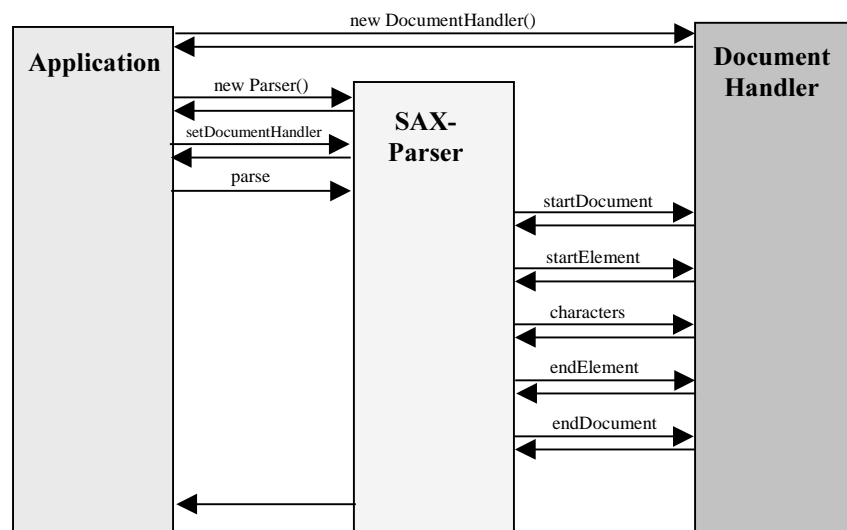 new DocumentHandler()
Application
Document
Handler
new Parser()
SAX-
Parser
setDocumentHandler
parse
startDocument
startElement
characters
endElement
endDocument